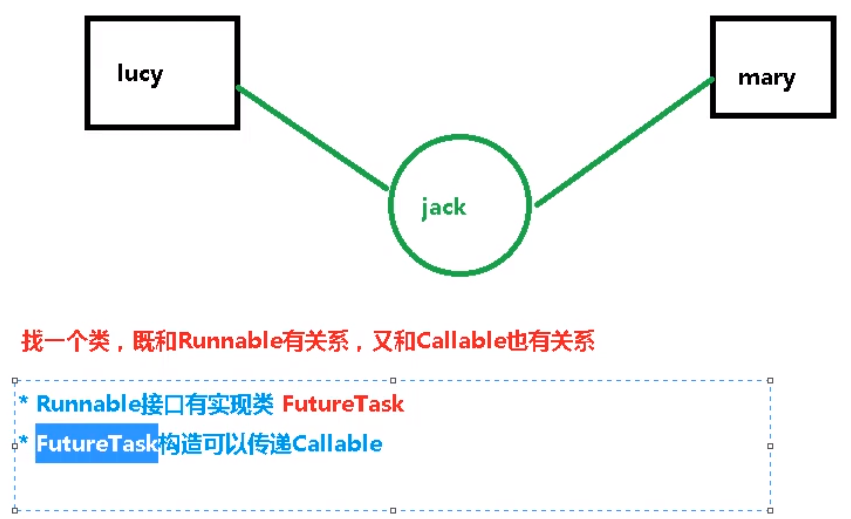 lucy
mary
jack
找一个类，既和Runnable有关系，又和Callable也有关系
* Runnable接口有实现类 FutureTask
* FutureTask构造可以传递Callable